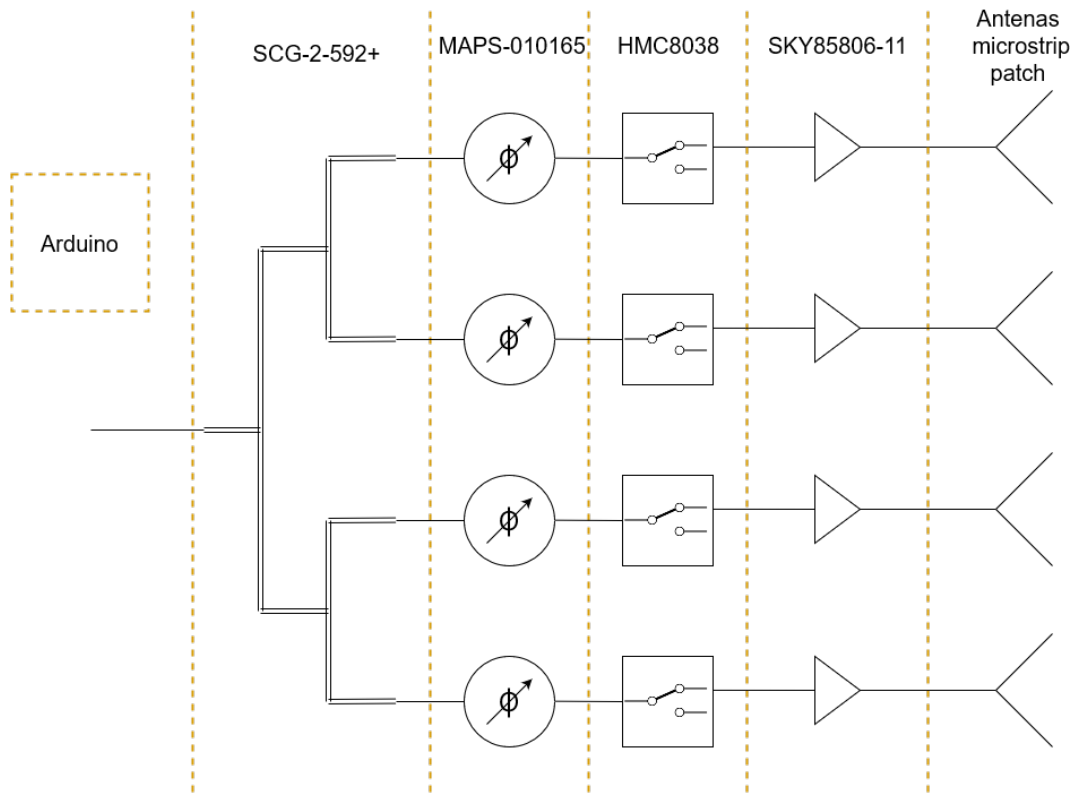 SCG-2-592+
MAPS-010165
HMC8038
SKY85806-11
Antenas
microstrip
patch
Arduino
ϕ
ϕ
ϕ
ϕ